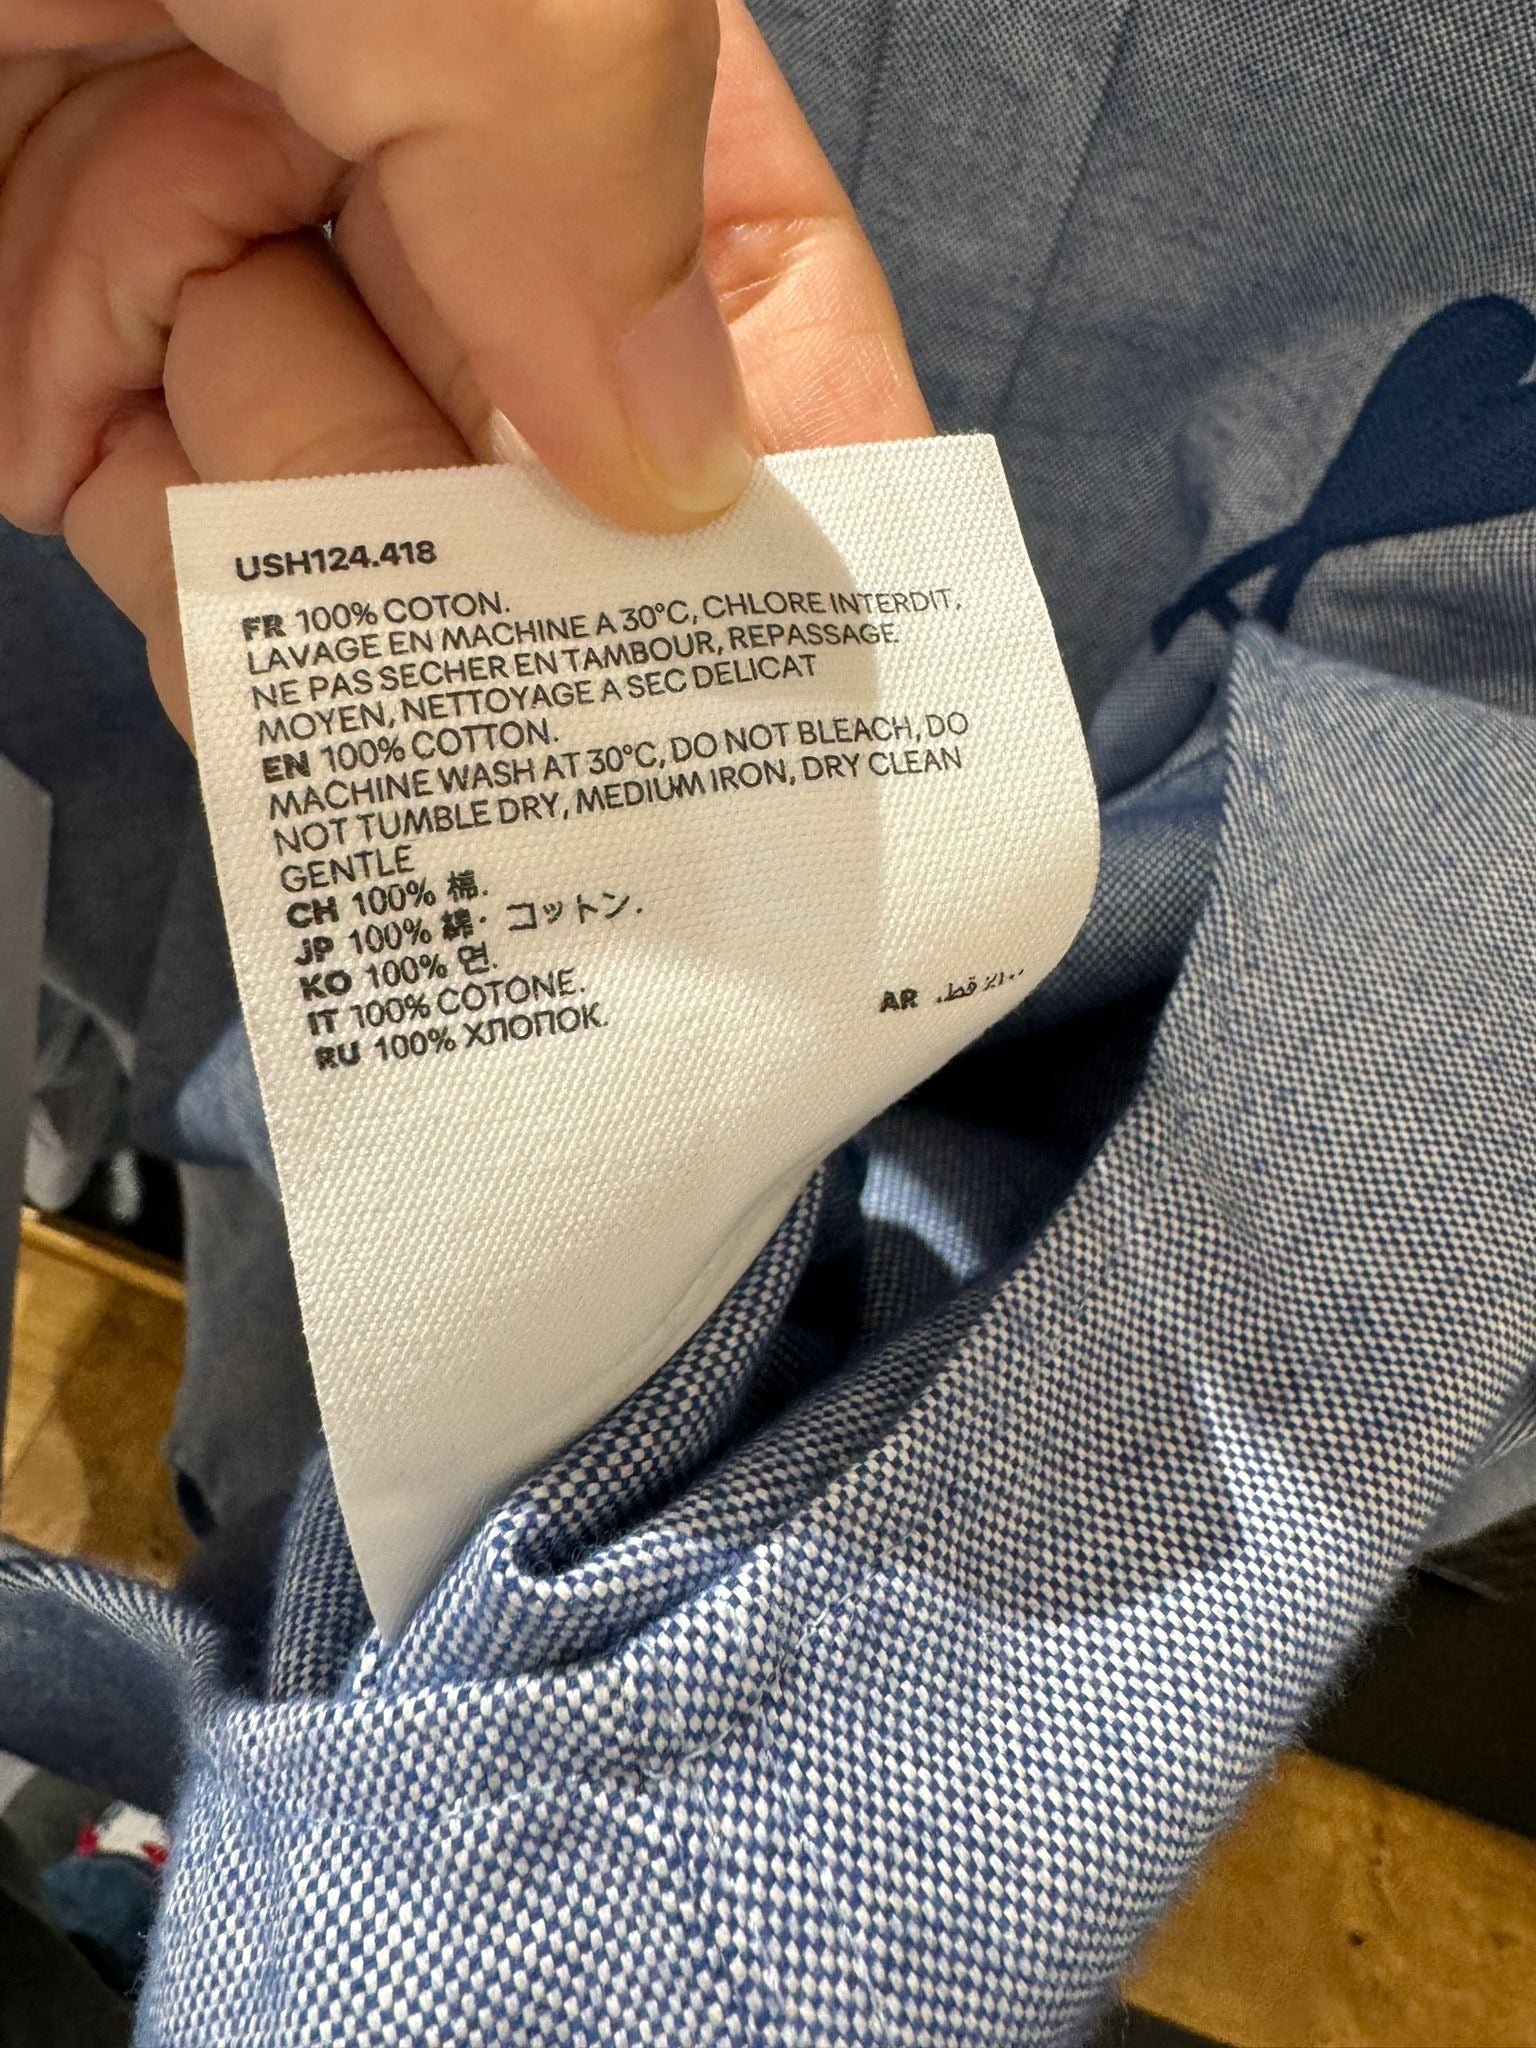 USH124.418
FR 100% COTON.
LAVAGE EN MACHINE A 30°C, CHLORE INTERDIT,
NE PAS SECHER EN TAMBOUR, REPASSAGE
MOYEN, NETTOYAGE A SEC DELICAT
EN 100% COTTON.
MACHINE WASH AT 30°C, DO NOT BLEACH, DO
NOT TUMBLE DRY, MEDIUM IRON, DRY CLEAN
GENTLE
CH 100% 棉.
JP 100% 綿· コットン.
KO 100% 면.
IT 100% COTONE.
RU 100% ХЛОПОК.
AR ١٠٠٪ قطن.